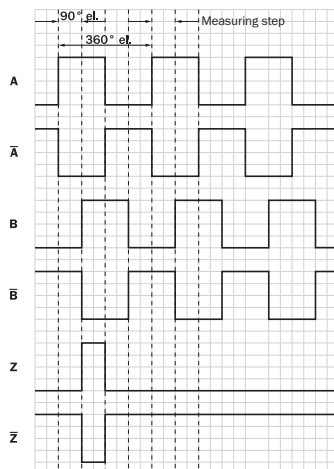 90° el.
Measuring step
360° el.
A
A̅
B
B̅
Z
Z̅